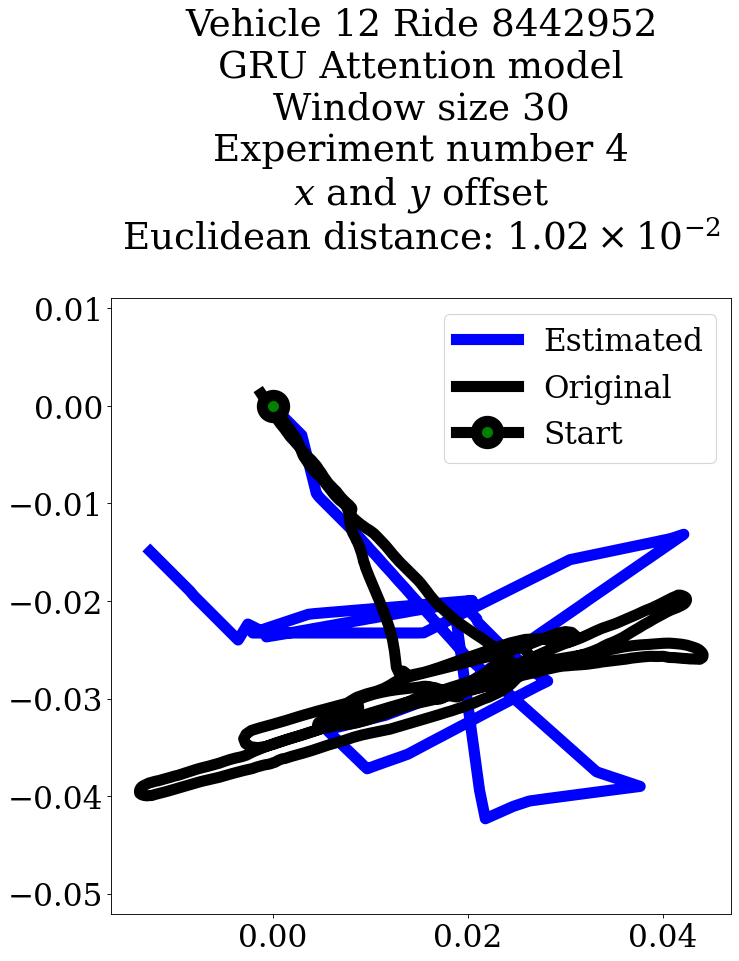 Vehicle 12 Ride 8442952
GRU Attention model
Window size 30
Experiment number 4
x and y offset
Euclidean distance: 1.02 × 10⁻²
0.01
0.00
−0.01
−0.02
−0.03
−0.04
−0.05
Estimated
Original
Start
0.00 0.02 0.04